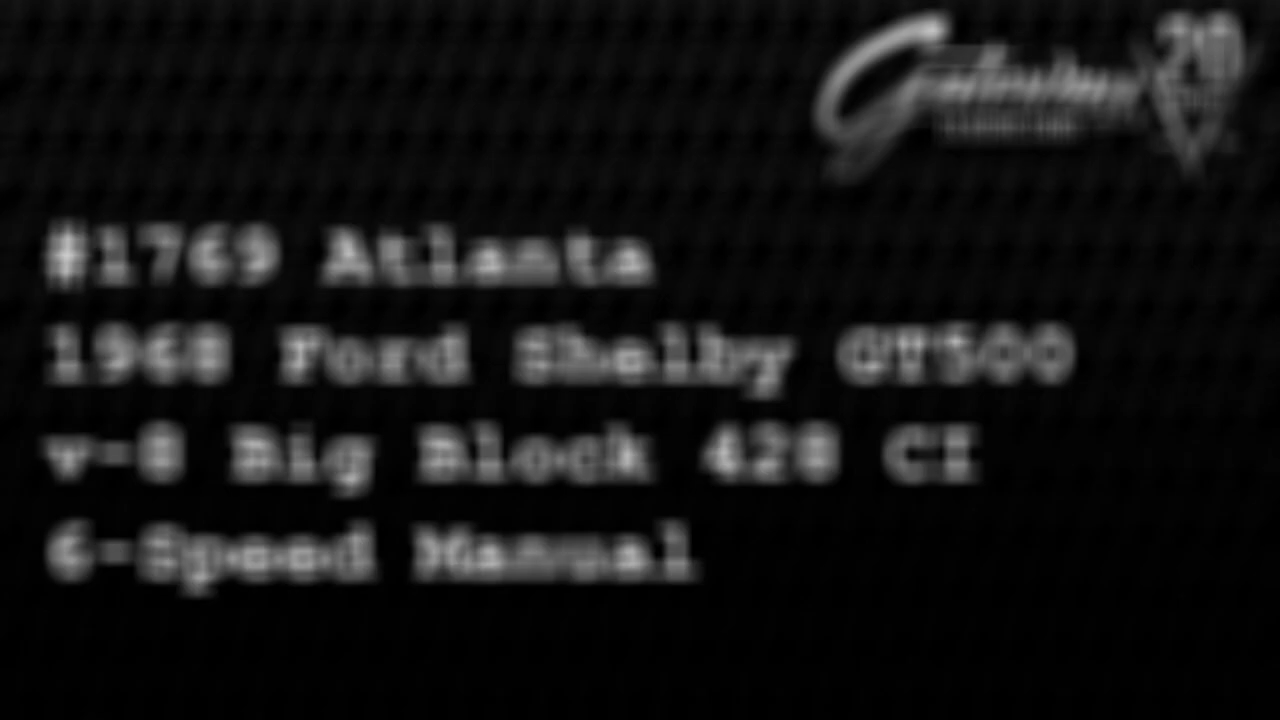 #1769 Atlanta
1968 Ford Shelby GT500
v-8 Big Block 428 CI
6-Speed Manual